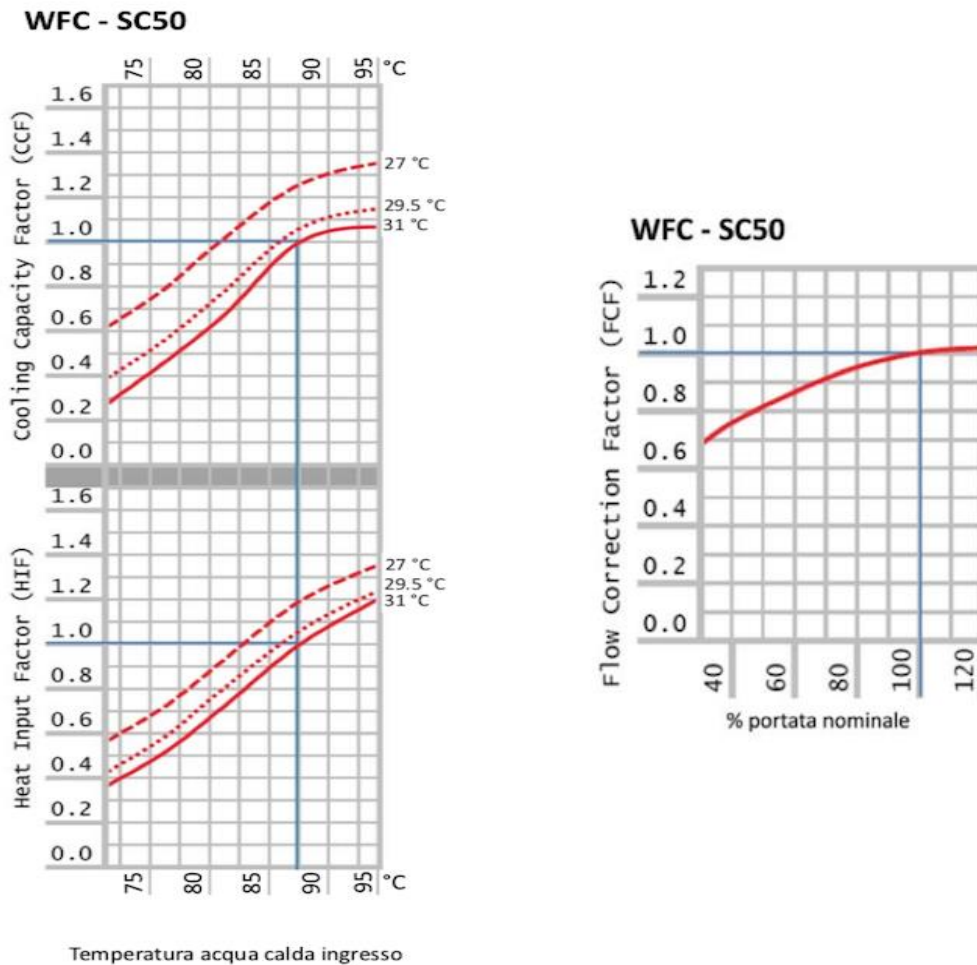 WFC - SC50
75 80 85 90 95 °C
Cooling Capacity Factor (CCF)
1.6
1.4
1.2
1.0
0.8
0.6
0.4
0.2
0.0
27 °C
29.5 °C
31 °C
Heat Input Factor (HIF)
1.6
1.4
1.2
1.0
0.8
0.6
0.4
0.2
0.0
27 °C
29.5 °C
31 °C
75 80 85 90 95 °C
Temperatura acqua calda ingresso
WFC - SC50
Flow Correction Factor (FCF)
1.2
1.0
0.8
0.6
0.4
0.2
0.0
40 60 80 100 120
% portata nominale